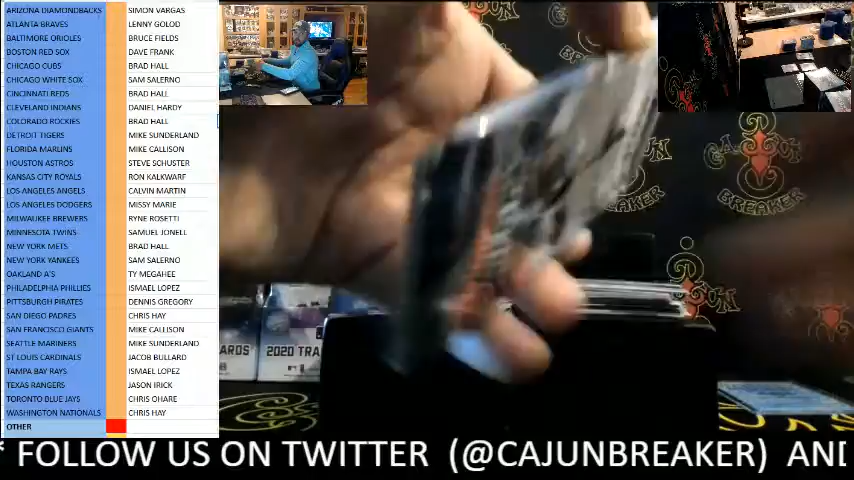 ARIZONA DIAMONDBACKS SIMON VARGAS
ATLANTA BRAVES LENNY GOLOD
BALTIMORE ORIOLES BRUCE FIELDS
BOSTON RED SOX DAVE FRANK
CHICAGO CUBS BRAD HALL
CHICAGO WHITE SOX SAM SALERNO
CINCINNATI REDS BRAD HALL
CLEVELAND INDIANS DANIEL HARDY
COLORADO ROCKIES BRAD HALL
DETROIT TIGERS MIKE SUNDERLAND
FLORIDA MARLINS MIKE CALLISON
HOUSTON ASTROS STEVE SCHUSTER
KANSAS CITY ROYALS RON KALKWARF
LOS ANGELES ANGELS CALVIN MARTIN
LOS ANGELES DODGERS MISSY MARIE
MILWAUKEE BREWERS RYNE ROSETTI
MINNESOTA TWINS SAMUEL JONELL
NEW YORK METS BRAD HALL
NEW YORK YANKEES SAM SALERNO
OAKLAND A'S TY MEGAHEE
PHILADELPHIA PHILLIES ISMAEL LOPEZ
PITTSBURGH PIRATES DENNIS GREGORY
SAN DIEGO PADRES CHRIS HAY
SAN FRANCISCO GIANTS MIKE CALLISON
SEATTLE MARINERS MIKE SUNDERLAND
ST LOUIS CARDINALS JACOB BULLARD
TAMPA BAY RAYS ISMAEL LOPEZ
TEXAS RANGERS JASON IRICK
TORONTO BLUE JAYS CHRIS OHARE
WASHINGTON NATIONALS CHRIS HAY
OTHER
BREAKER
ARDS 2020 TRA
* FOLLOW US ON TWITTER (@CAJUNBREAKER) AND